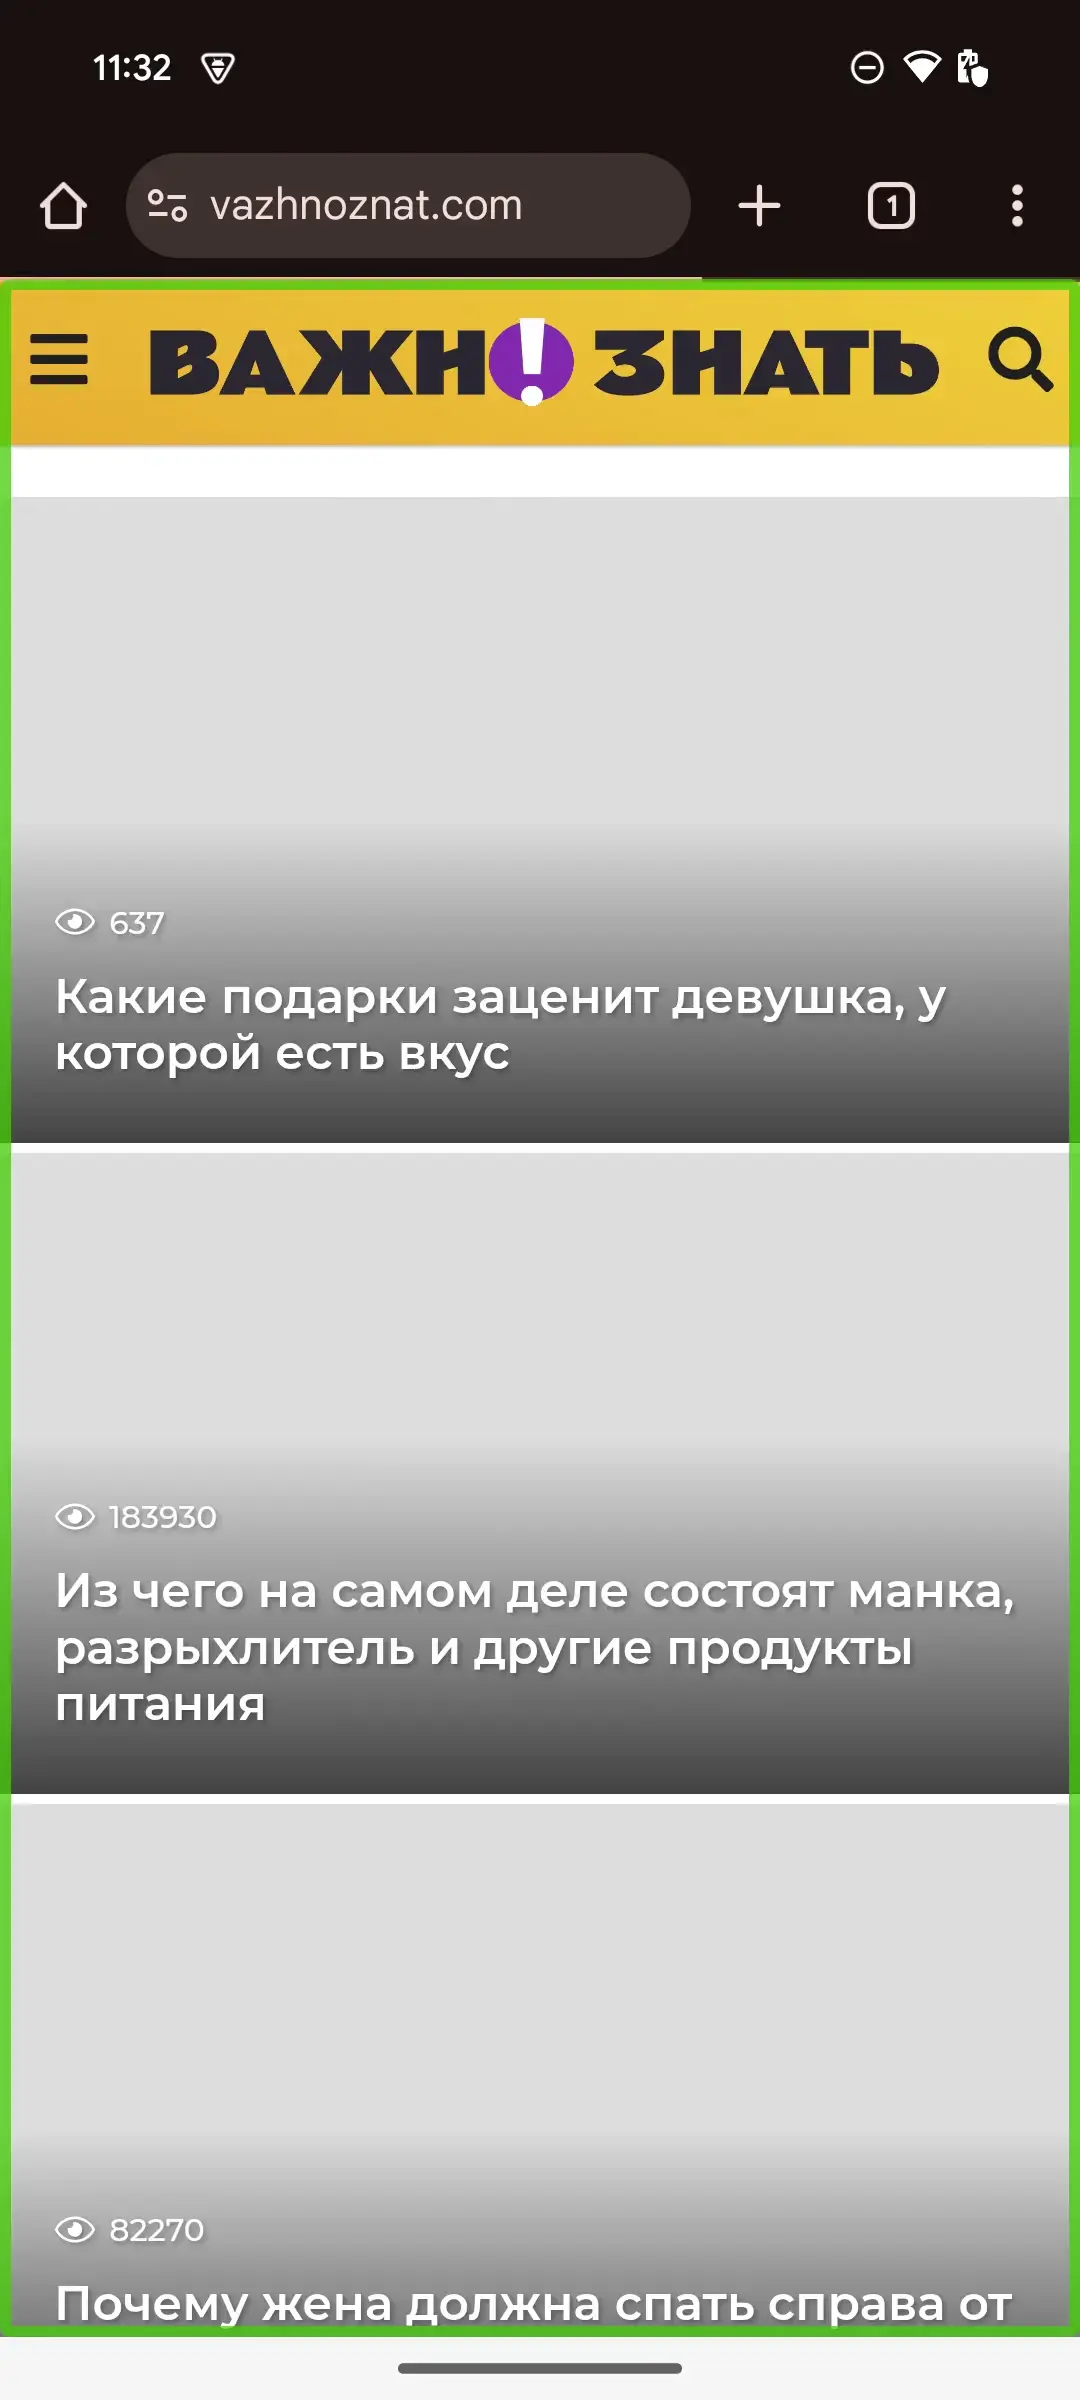 11:32
vazhnoznat.com
1
ВАЖН! ЗНАТЬ
637
Какие подарки заценит девушка, у
которой есть вкус
183930
Из чего на самом деле состоят манка,
разрыхлитель и другие продукты
питания
82270
Почему жена должна спать справа от